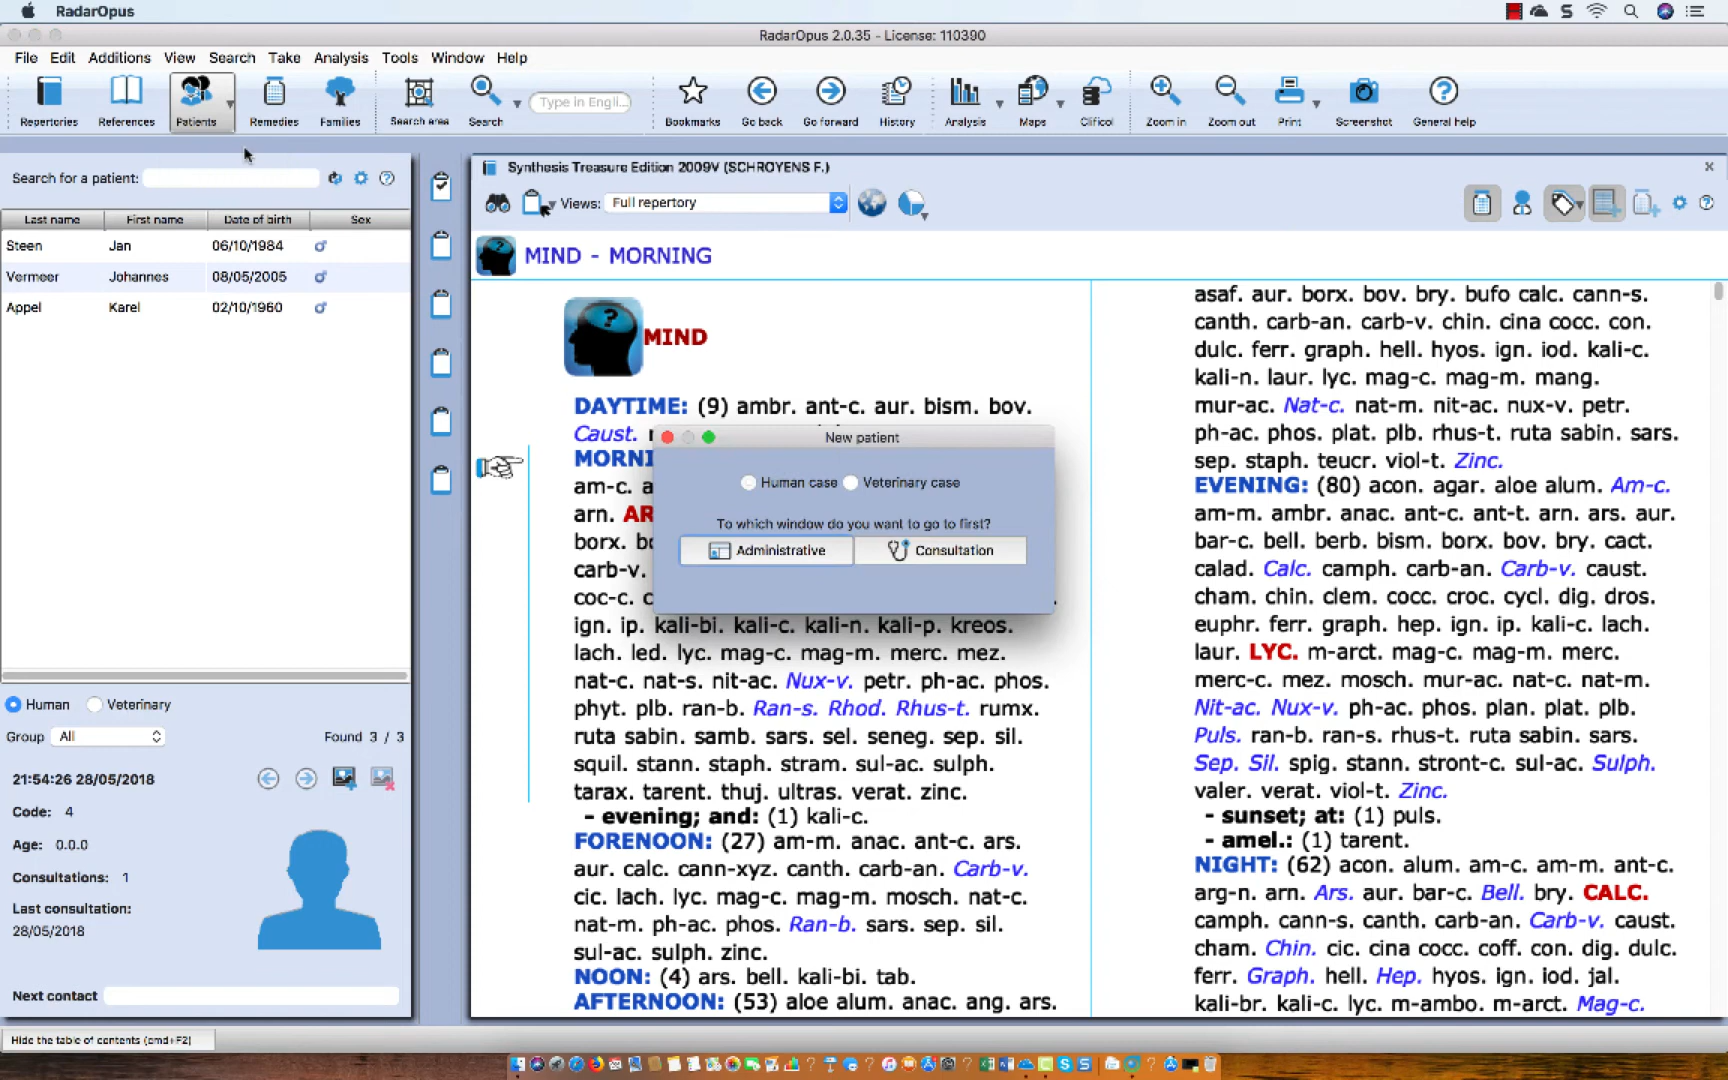 RadarOpus
RadarOpus 2.0.35 - License: 110390
File Edit Additions View Search Take Analysis Tools Window Help
Repertories References Patients Remedies Families Search area Search Type in Engli... Bookmarks Go back Go forward History Analysis Maps Clificol Zoom in Zoom out Print Screenshot General help
Search for a patient:
Last name First name Date of birth Sex
Steen Jan 06/10/1984
Vermeer Johannes 08/05/2005
Appel Karel 02/10/1960
Human Veterinary
Group All Found 3 / 3
21:54:26 28/05/2018
Code: 4
Age: 0.0.0
Consultations: 1
Last consultation:
28/05/2018
Next contact
Hide the table of contents (cmd+F2)
Synthesis Treasure Edition 2009V (SCHROYENS F.)
Views: Full repertory
MIND - MORNING
MIND
DAYTIME: (9) ambr. ant-c. aur. bism. bov.
Caust.
MORNI
am-c. a
arn. AR
borx. bo
carb-v.
coc-c. c
ign. ip. kali-bi. kali-c. kali-n. kali-p. kreos.
lach. led. lyc. mag-c. mag-m. merc. mez.
nat-c. nat-s. nit-ac. Nux-v. petr. ph-ac. phos.
phyt. plb. ran-b. Ran-s. Rhod. Rhus-t. rumx.
ruta sabin. samb. sars. sel. seneg. sep. sil.
squil. stann. staph. stram. sul-ac. sulph.
tarax. tarent. thuj. ultras. verat. zinc.
- evening; and: (1) kali-c.
FORENOON: (27) am-m. anac. ant-c. ars.
aur. calc. cann-xyz. canth. carb-an. Carb-v.
cic. lach. lyc. mag-c. mag-m. mosch. nat-c.
nat-m. ph-ac. phos. Ran-b. sars. sep. sil.
sul-ac. sulph. zinc.
NOON: (4) ars. bell. kali-bi. tab.
AFTERNOON: (53) aloe alum. anac. ang. ars.
New patient
Human case Veterinary case
To which window do you want to go to first?
Administrative Consultation
asaf. aur. borx. bov. bry. bufo calc. cann-s.
canth. carb-an. carb-v. chin. cina cocc. con.
dulc. ferr. graph. hell. hyos. ign. iod. kali-c.
kali-n. laur. lyc. mag-c. mag-m. mang.
mur-ac. Nat-c. nat-m. nit-ac. nux-v. petr.
ph-ac. phos. plat. plb. rhus-t. ruta sabin. sars.
sep. staph. teucr. viol-t. Zinc.
EVENING: (80) acon. agar. aloe alum. Am-c.
am-m. ambr. anac. ant-c. ant-t. arn. ars. aur.
bar-c. bell. berb. bism. borx. bov. bry. cact.
calad. Calc. camph. carb-an. Carb-v. caust.
cham. chin. clem. cocc. croc. cycl. dig. dros.
euphr. ferr. graph. hep. ign. ip. kali-c. lach.
laur. LYC. m-arct. mag-c. mag-m. merc.
merc-c. mez. mosch. mur-ac. nat-c. nat-m.
Nit-ac. Nux-v. ph-ac. phos. plan. plat. plb.
Puls. ran-b. ran-s. rhus-t. ruta sabin. sars.
Sep. Sil. spig. stann. stront-c. sul-ac. Sulph.
valer. verat. viol-t. Zinc.
- sunset; at: (1) puls.
- amel.: (1) tarent.
NIGHT: (62) acon. alum. am-c. am-m. ant-c.
arg-n. arn. Ars. aur. bar-c. Bell. bry. CALC.
camph. cann-s. canth. carb-an. Carb-v. caust.
cham. Chin. cic. cina cocc. coff. con. dig. dulc.
ferr. Graph. hell. Hep. hyos. ign. iod. jal.
kali-br. kali-c. lyc. m-ambo. m-arct. Mag-c.